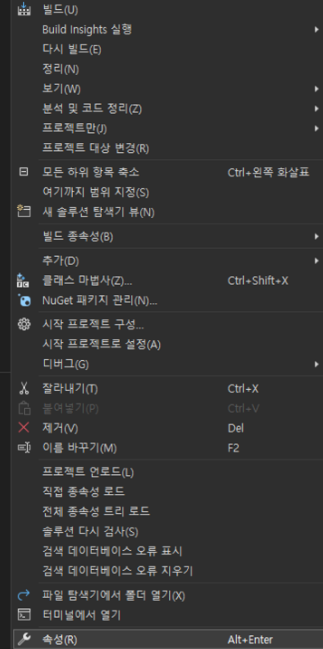 빌드(U)
Build Insights 실행
다시 빌드(E)
정리(N)
보기(W)
분석 및 코드 정리(Z)
프로젝트만(J)
프로젝트 대상 변경(R)
모든 하위 항목 축소 Ctrl+왼쪽 화살표
여기까지 범위 지정(S)
새 솔루션 탐색기 뷰(N)
빌드 종속성(B)
추가(D)
클래스 마법사(Z)... Ctrl+Shift+X
NuGet 패키지 관리(N)...
시작 프로젝트 구성...
시작 프로젝트로 설정(A)
디버그(G)
잘라내기(T) Ctrl+X
붙여넣기(P) Ctrl+V
제거(V) Del
이름 바꾸기(M) F2
프로젝트 언로드(L)
직접 종속성 로드
전체 종속성 트리 로드
솔루션 다시 검사(S)
검색 데이터베이스 오류 표시
검색 데이터베이스 오류 지우기
파일 탐색기에서 폴더 열기(X)
터미널에서 열기
속성(R) Alt+Enter